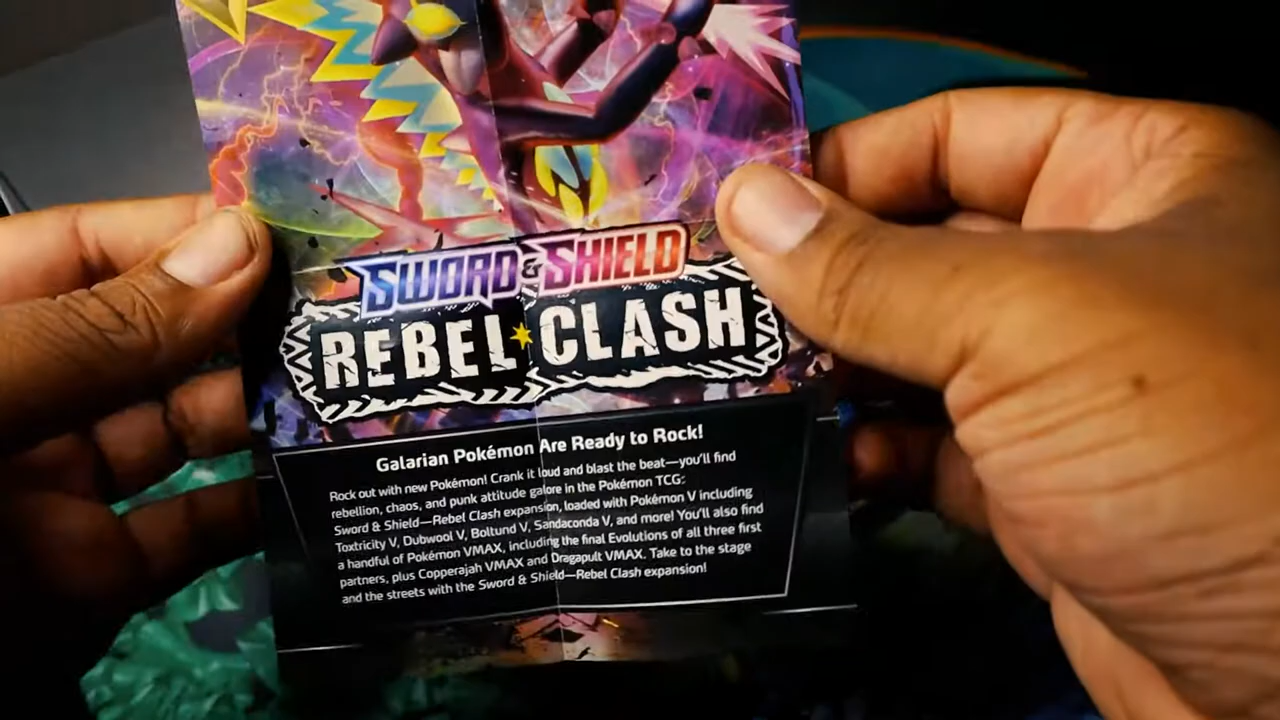 SWORD & SHIELD
REBEL CLASH
Galarian Pokémon Are Ready to Rock!
Rock out with new Pokémon! Crank it loud and blast the beat—you'll find
rebellion, chaos, and punk attitude galore in the Pokémon TCG:
Sword & Shield—Rebel Clash expansion, loaded with Pokémon V including
Toxtricity V, Dubwool V, Boltund V, Sandaconda V, and more! You'll also find
a handful of Pokémon VMAX, including the final Evolutions of all three first
partners, plus Copperajah VMAX and Dragapult VMAX. Take to the stage
and the streets with the Sword & Shield—Rebel Clash expansion!